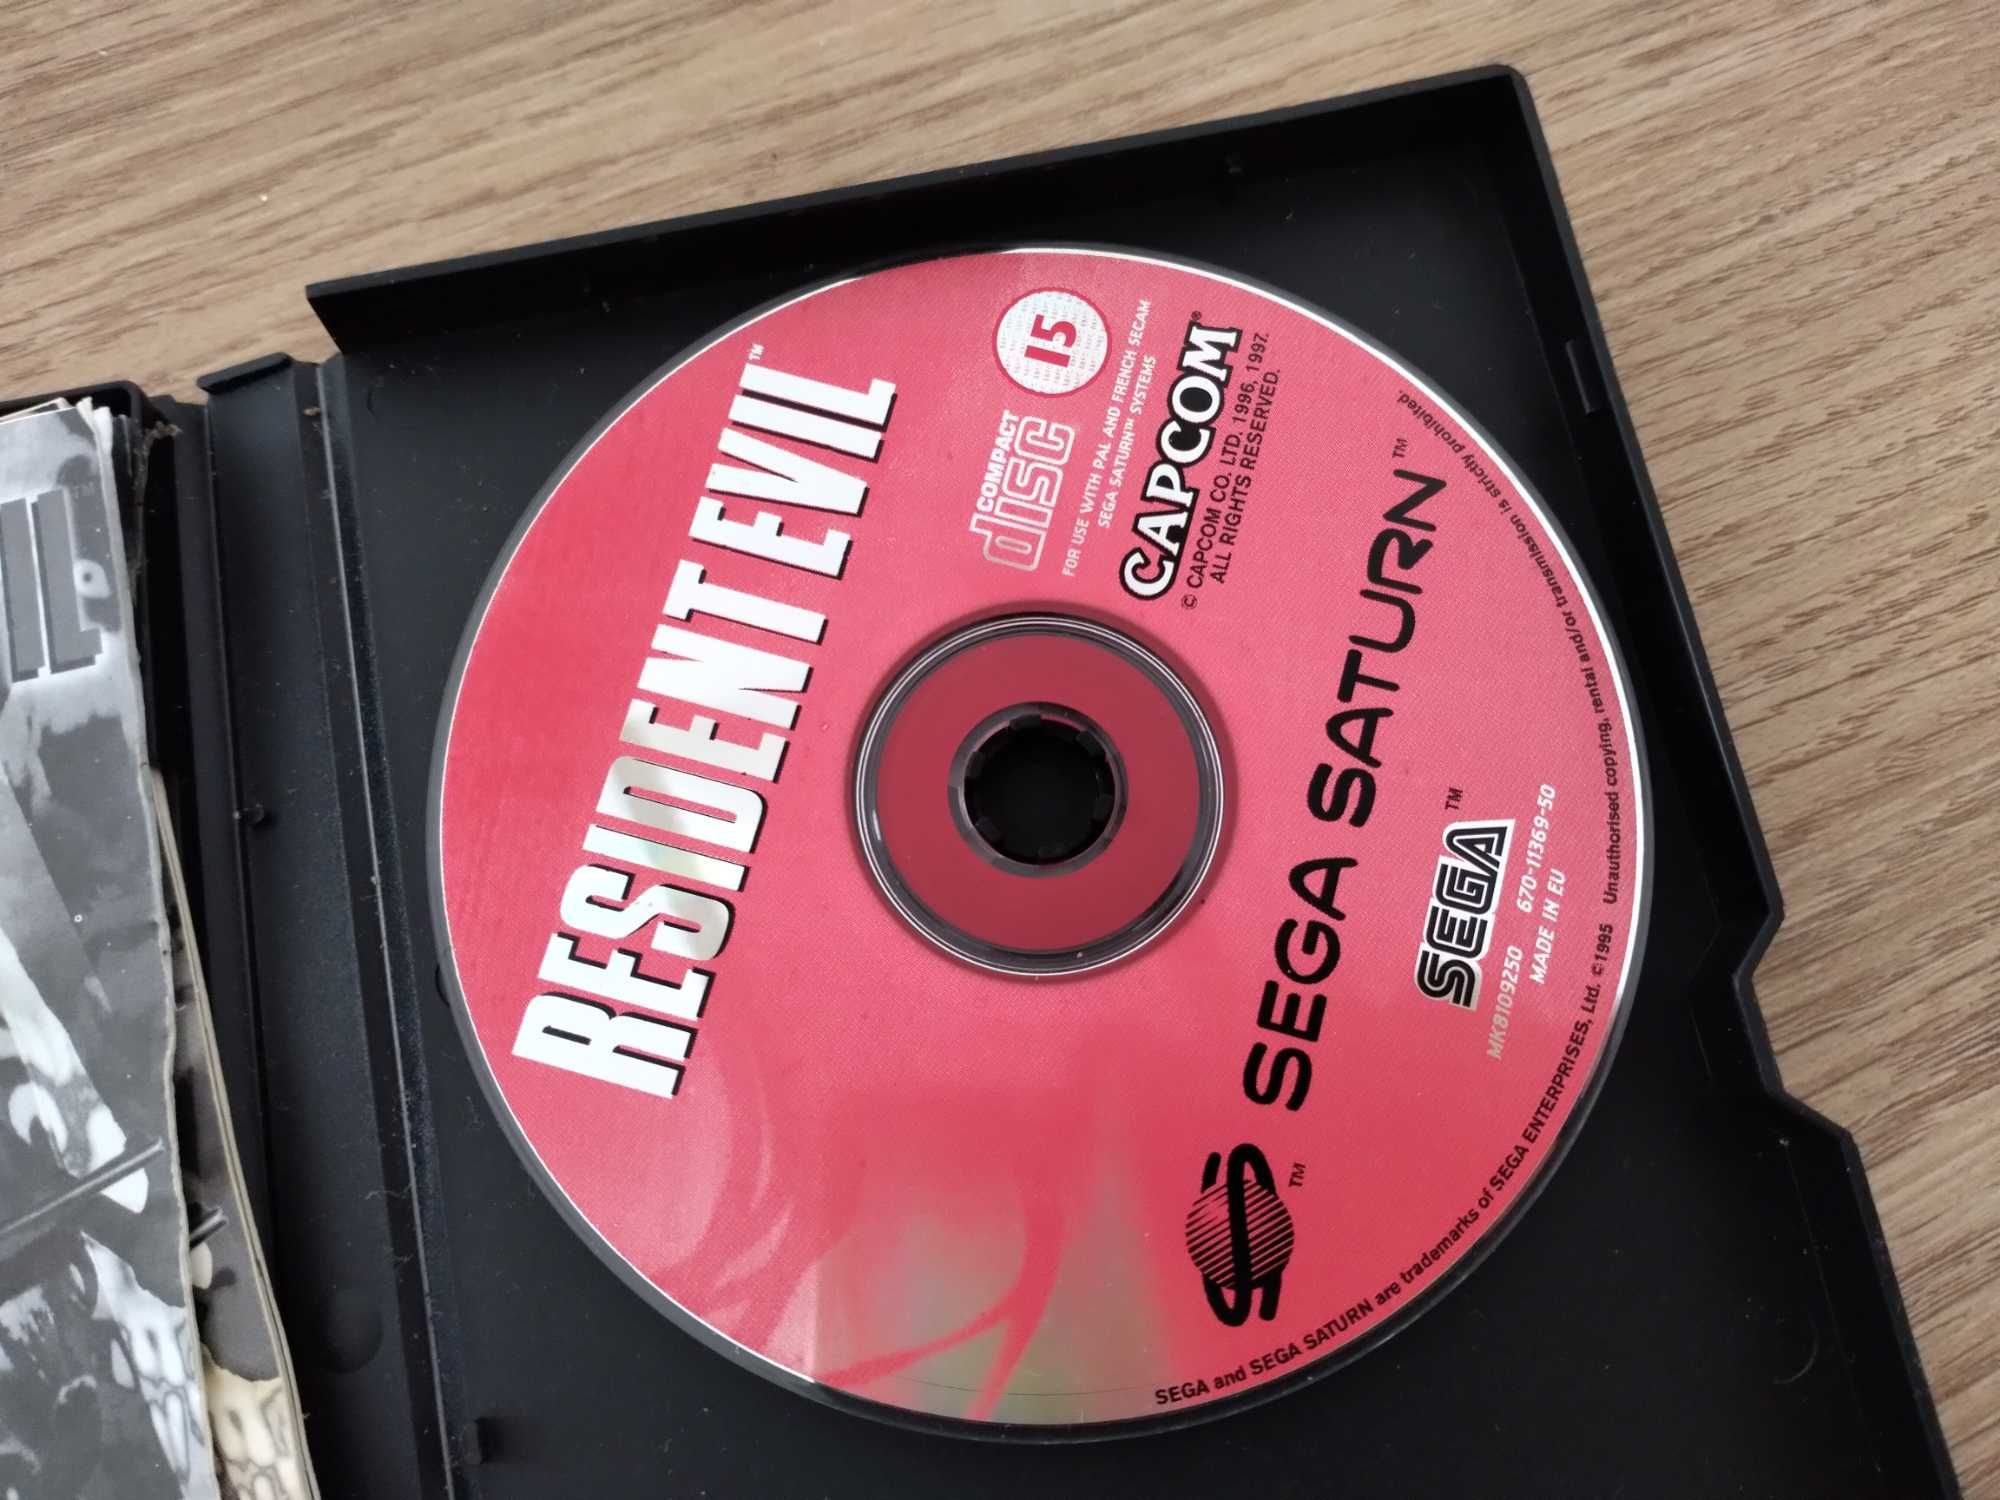 RESIDENT EVIL™
15
COMPACT
disc
FOR USE WITH PAL AND FRENCH SECAM
SEGA SATURN™ SYSTEMS
CAPCOM®
© CAPCOM CO. LTD. 1996, 1997.
ALL RIGHTS RESERVED.
SEGA SATURN™
TM
SEGA™
MK8109250 670-11369-50
MADE IN EU
SEGA and SEGA SATURN are trademarks of SEGA ENTERPRISES, Ltd. ©1995 Unauthorised copying, rental and/or transmission is strictly prohibited.
IL™